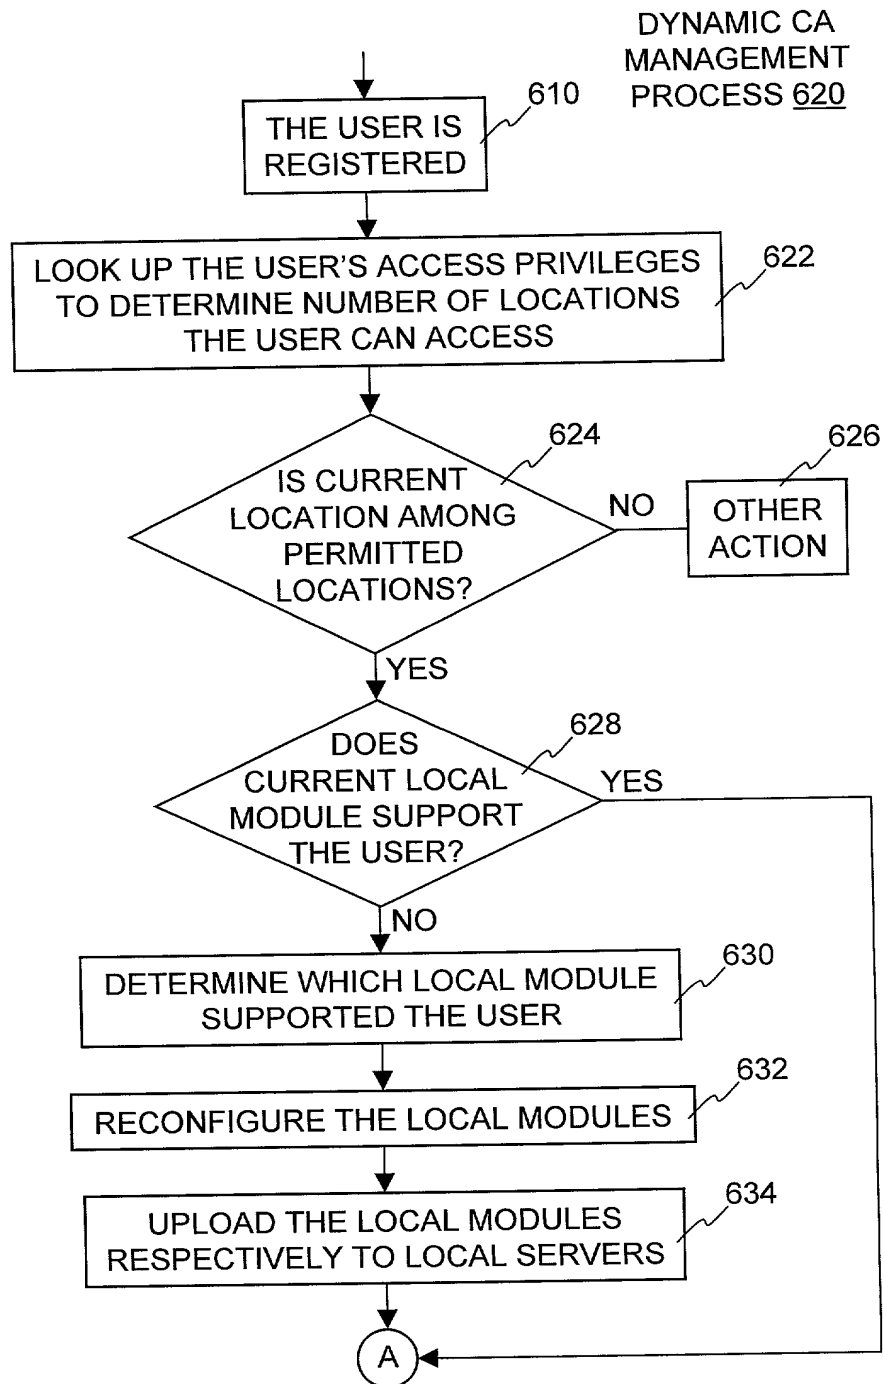 DYNAMIC CA
MANAGEMENT
PROCESS 620
610
THE USER IS
REGISTERED
622
LOOK UP THE USER'S ACCESS PRIVILEGES
TO DETERMINE NUMBER OF LOCATIONS
THE USER CAN ACCESS
624
IS CURRENT
LOCATION AMONG
PERMITTED
LOCATIONS?
NO
626
OTHER
ACTION
YES
628
DOES
CURRENT LOCAL
MODULE SUPPORT
THE USER?
YES
NO
630
DETERMINE WHICH LOCAL MODULE
SUPPORTED THE USER
632
RECONFIGURE THE LOCAL MODULES
634
UPLOAD THE LOCAL MODULES
RESPECTIVELY TO LOCAL SERVERS
A